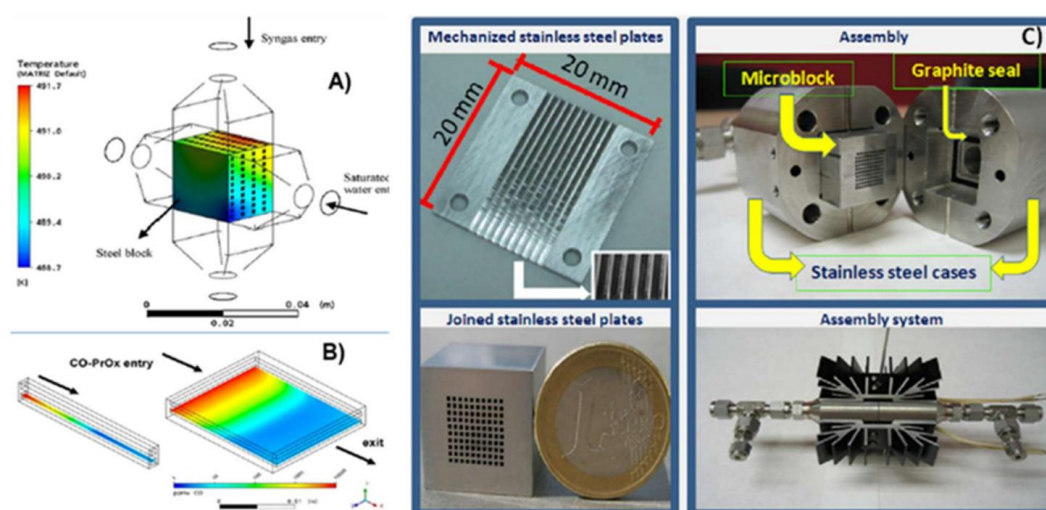 A)
Syngas entry
Temperature
(MATRIZ Default)
491.7
491.0
490.2
489.4
[K]
Saturated
water ent
Steel block
0
0.04 (m)
0.02
B)
CO-PrOx entry
exit
ppmv CO
Mechanized stainless steel plates
20 mm
20 mm
Joined stainless steel plates
C)
Assembly
Microblock
Graphite seal
Stainless steel cases
Assembly system